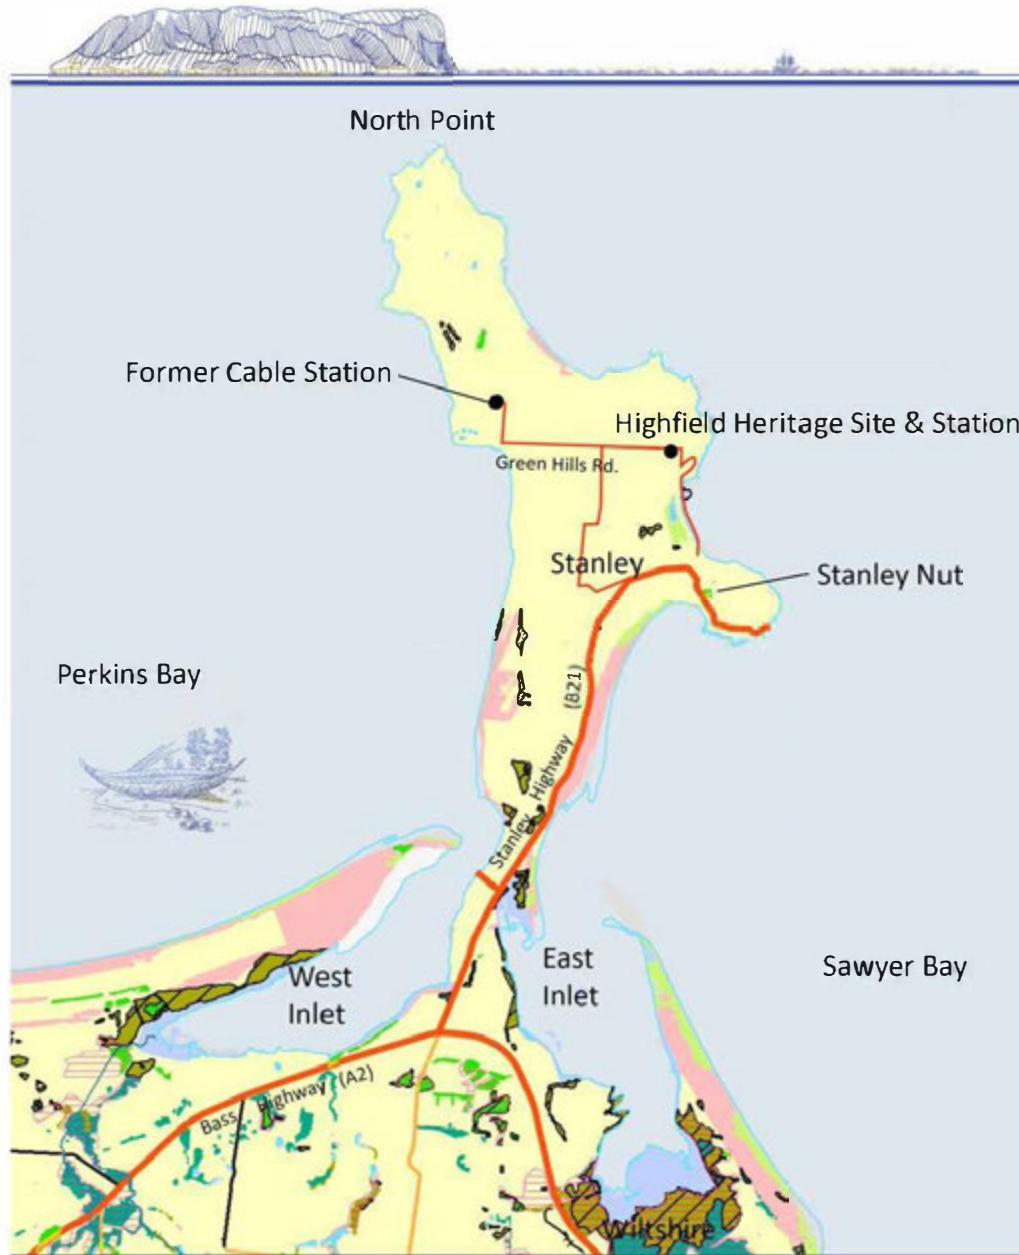 North Point
Former Cable Station
Highfield Heritage Site & Station
Green Hills Rd.
Stanley
Stanley Nut
Perkins Bay
(B21)
Stanley Highway
West
Inlet
East
Inlet
Sawyer Bay
Bass Highway (A2)
Wiltshire